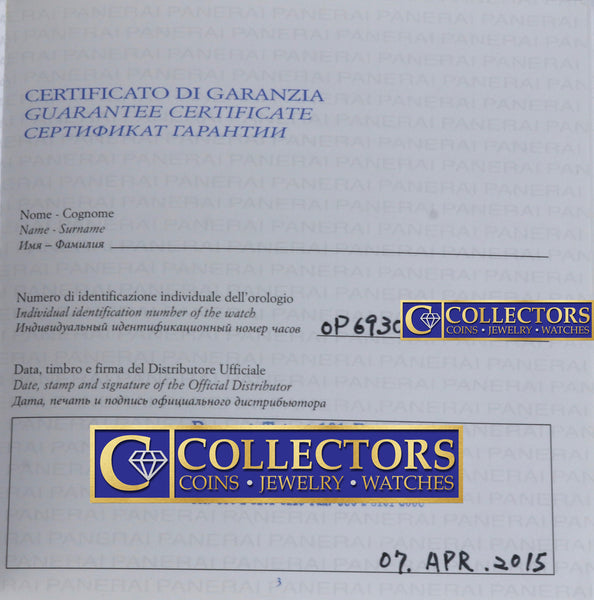 CERTIFICATO DI GARANZIA
GUARANTEE CERTIFICATE
СЕРТИФИКАТ ГАРАНТИИ
Nome - Cognome
Name - Surname
Имя – Фамилия
Numero di identificazione individuale dell'orologio
Individual identification number of the watch
Индивидуальный идентификационный номер часов OP6930
COLLECTORS
COINS • JEWELRY • WATCHES
Data, timbro e firma del Distributore Ufficiale
Date, stamp and signature of the Official Distributor
Дата, печать и подпись официального дистрибьютора
COLLECTORS
COINS • JEWELRY • WATCHES
07. APR. 2015
3